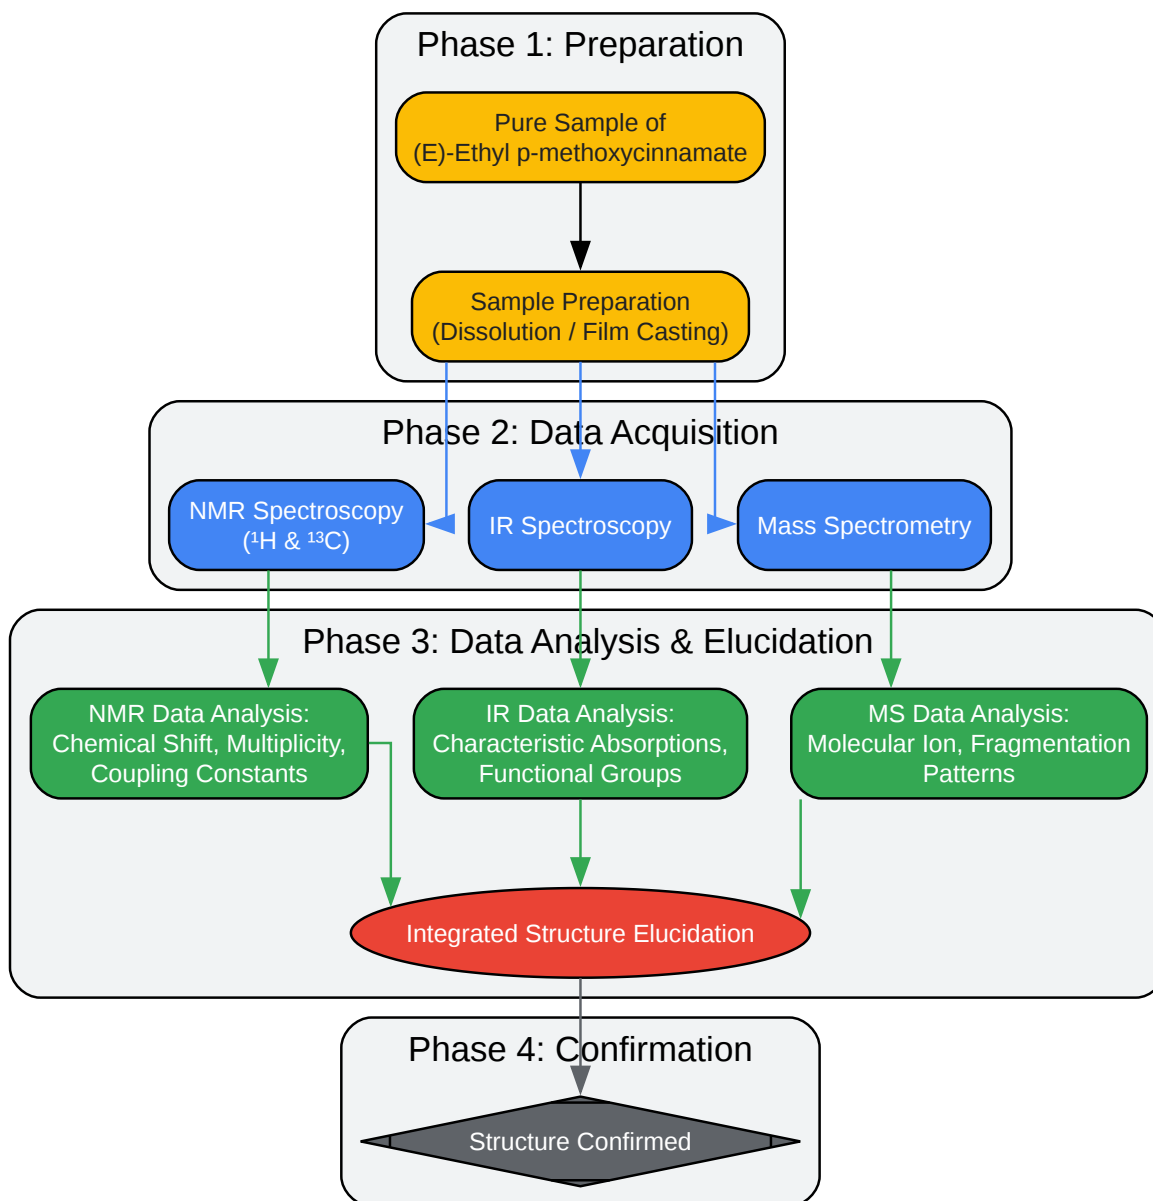 Phase 1: Preparation
Pure Sample of
(E)-Ethyl p-methoxycinnamate
Sample Preparation
(Dissolution / Film Casting)
Phase 2: Data Acquisition
NMR Spectroscopy
(¹H & ¹³C)
IR Spectroscopy
Mass Spectrometry
Phase 3: Data Analysis & Elucidation
NMR Data Analysis:
Chemical Shift, Multiplicity,
Coupling Constants
IR Data Analysis:
Characteristic Absorptions,
Functional Groups
MS Data Analysis:
Molecular Ion, Fragmentation
Patterns
Integrated Structure Elucidation
Phase 4: Confirmation
Structure Confirmed